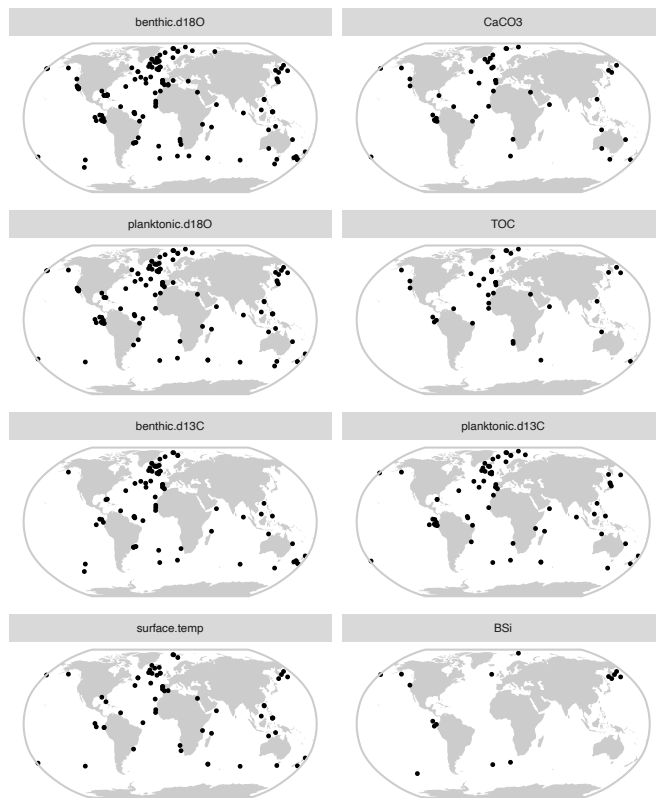 benthic.d18O
CaCO3
planktonic.d18O
TOC
benthic.d13C
planktonic.d13C
surface.temp
BSi